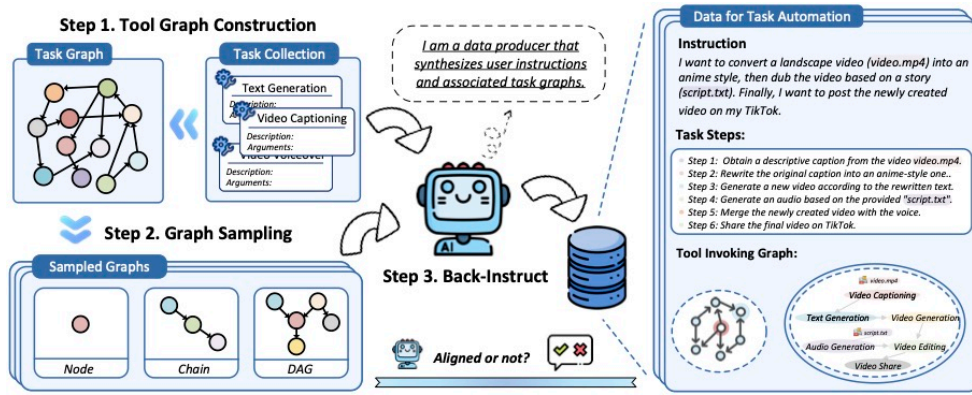 Step 1. Tool Graph Construction
Task Graph
Task Collection
Text Generation
Description:
Video Captioning
Description:
Arguments:
Video Voiceover
Description:
Arguments:
I am a data producer that
synthesizes user instructions
and associated task graphs.
AI
Step 2. Graph Sampling
Sampled Graphs
Node
Chain
DAG
Step 3. Back-Instruct
Aligned or not?
Data for Task Automation
Instruction
I want to convert a landscape video (video.mp4) into an
anime style, then dub the video based on a story
(script.txt). Finally, I want to post the newly created
video on my TikTok.
Task Steps:
Step 1: Obtain a descriptive caption from the video video.mp4.
Step 2: Rewrite the original caption into an anime-style one..
Step 3: Generate a new video according to the rewritten text.
Step 4: Generate an audio based on the provided "script.txt".
Step 5: Merge the newly created video with the voice.
Step 6: Share the final video on TikTok.
Tool Invoking Graph:
video.mp4
Video Captioning
Text Generation
Video Generation
script.txt
Audio Generation
Video Editing
Video Share